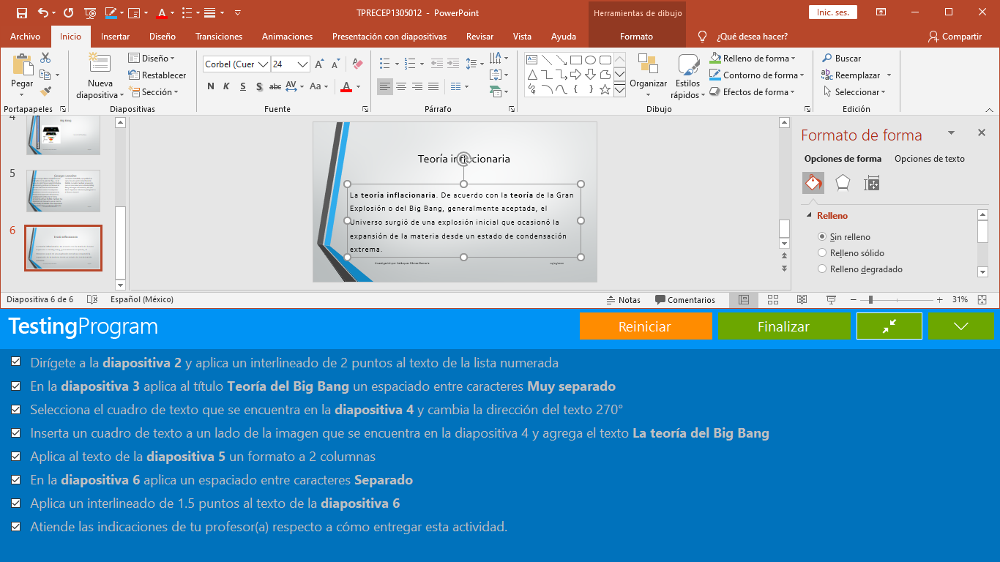 TPRECEP1305012 - PowerPoint
Herramientas de dibujo
Inic. ses.
Archivo Inicio Insertar Diseño Transiciones Animaciones Presentación con diapositivas Revisar Vista Ayuda Formato ¿Qué desea hacer? Compartir
Pegar
Portapapeles
Nueva diapositiva
Diseño
Restablecer
Sección
Diapositivas
Corbel (Cuer 24
N K S S abc AV Aa A
Fuente
Párrafo
Organizar
Estilos rápidos
Relleno de forma
Contorno de forma
Efectos de forma
Dibujo
Buscar
Reemplazar
Seleccionar
Edición
4
Big Bang
5
6
Teoría inflacionaria
La teoría inflacionaria. De acuerdo con la teoría de la Gran
Explosión o del Big Bang, generalmente aceptada, el
Universo surgió de una explosión inicial que ocasionó la
expansión de la materia desde un estado de condensación
extrema.
Formato de forma
Opciones de forma Opciones de texto
Relleno
Sin relleno
Relleno sólido
Relleno degradado
Diapositiva 6 de 6 Español (México) Notas Comentarios 31%
TestingProgram
Reiniciar Finalizar
Dirígete a la diapositiva 2 y aplica un interlineado de 2 puntos al texto de la lista numerada
En la diapositiva 3 aplica al título Teoría del Big Bang un espaciado entre caracteres Muy separado
Selecciona el cuadro de texto que se encuentra en la diapositiva 4 y cambia la dirección del texto 270°
Inserta un cuadro de texto a un lado de la imagen que se encuentra en la diapositiva 4 y agrega el texto La teoría del Big Bang
Aplica al texto de la diapositiva 5 un formato a 2 columnas
En la diapositiva 6 aplica un espaciado entre caracteres Separado
Aplica un interlineado de 1.5 puntos al texto de la diapositiva 6
Atiende las indicaciones de tu profesor(a) respecto a cómo entregar esta actividad.